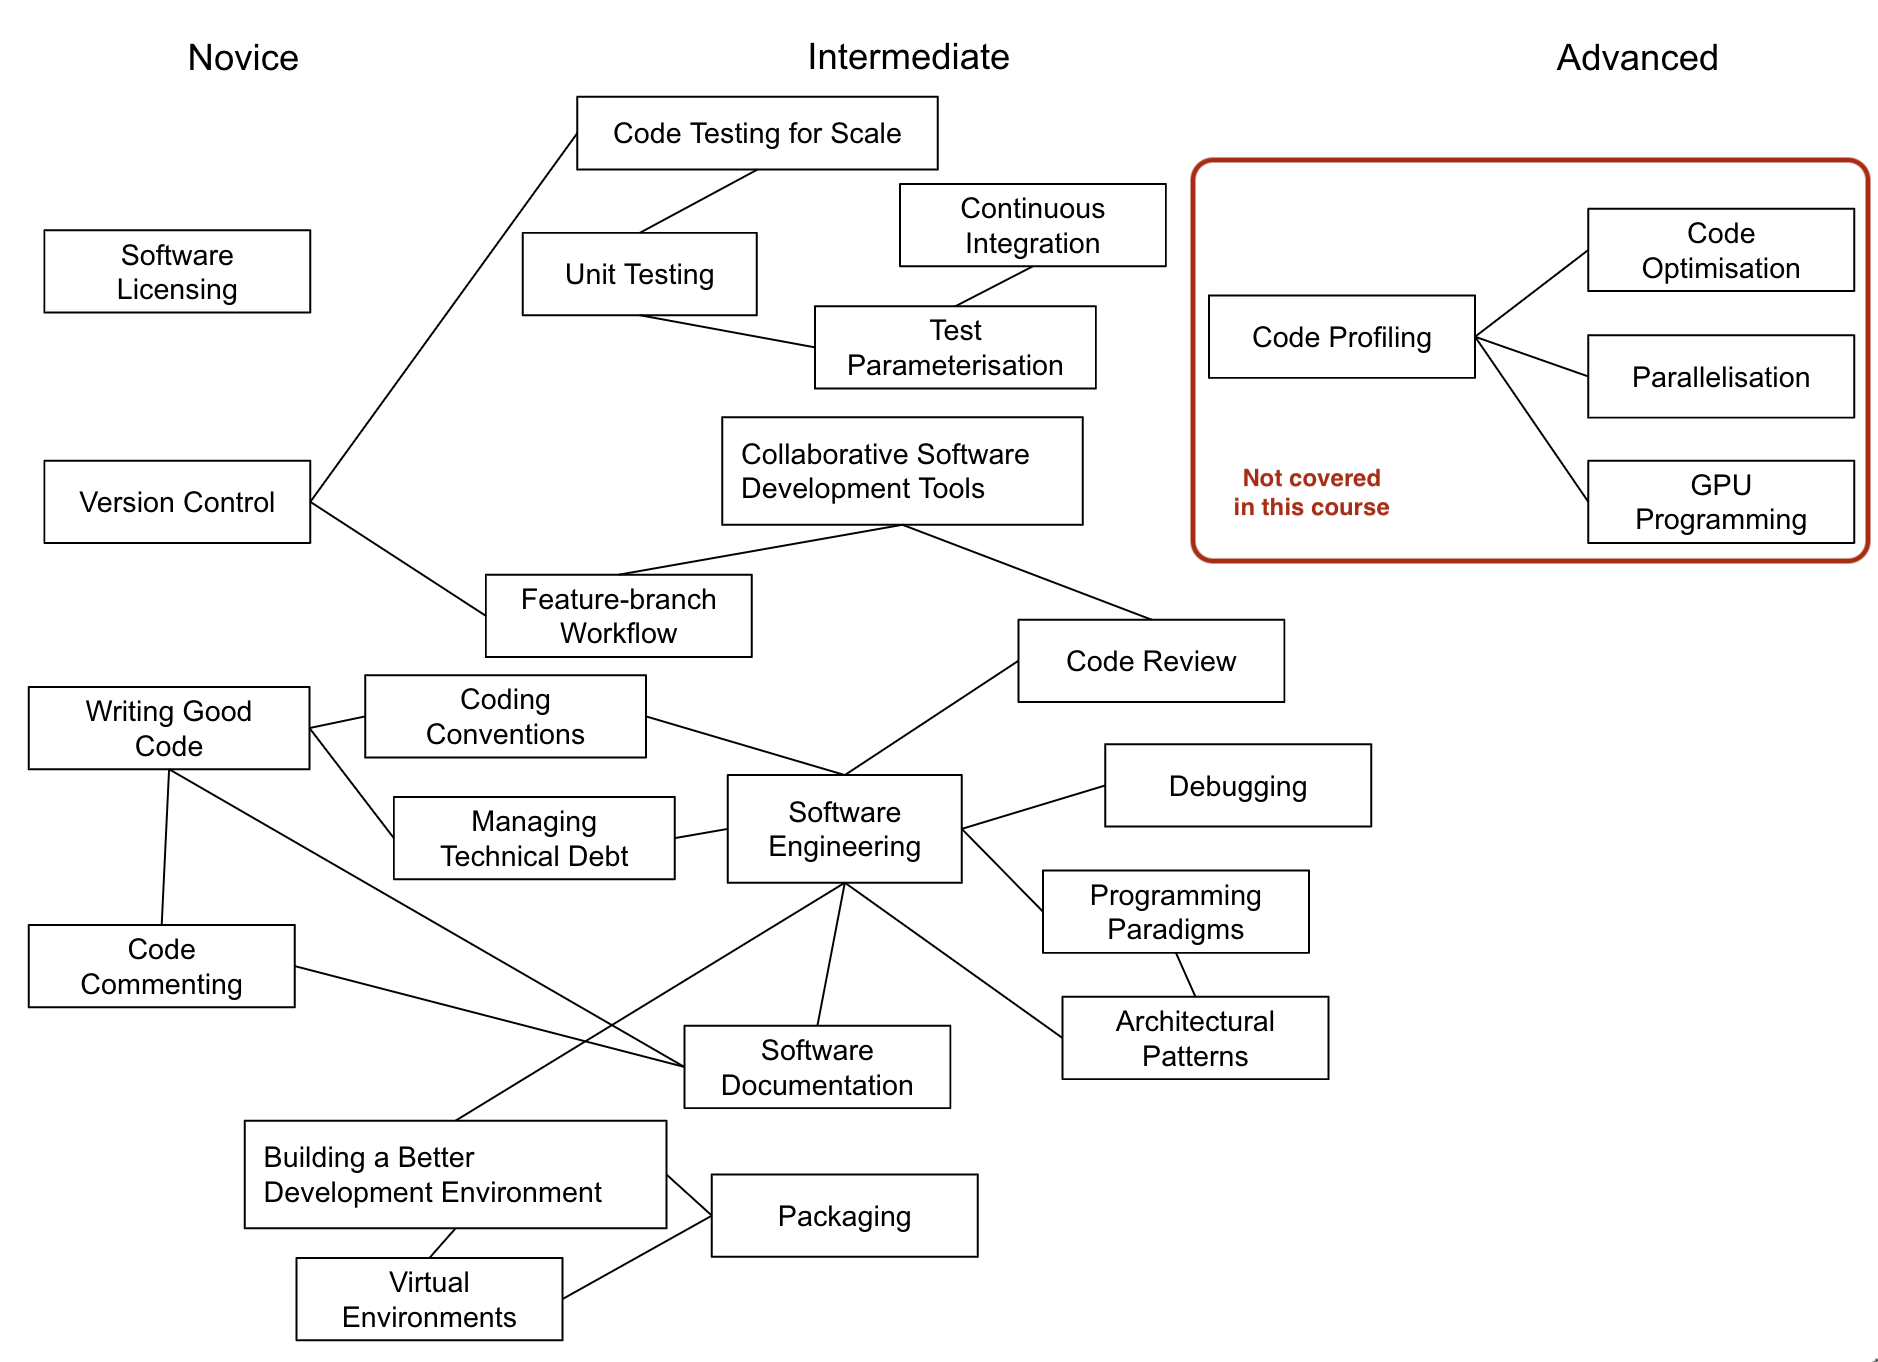 Novice
Intermediate
Advanced
Code Testing for Scale
Continuous
Integration
Software
Licensing
Unit Testing
Test
Parameterisation
Code
Optimisation
Code Profiling
Parallelisation
GPU
Programming
Not covered
in this course
Version Control
Collaborative Software
Development Tools
Feature-branch
Workflow
Code Review
Writing Good
Code
Coding
Conventions
Managing
Technical Debt
Software
Engineering
Debugging
Programming
Paradigms
Code
Commenting
Architectural
Patterns
Software
Documentation
Building a Better
Development Environment
Packaging
Virtual
Environments